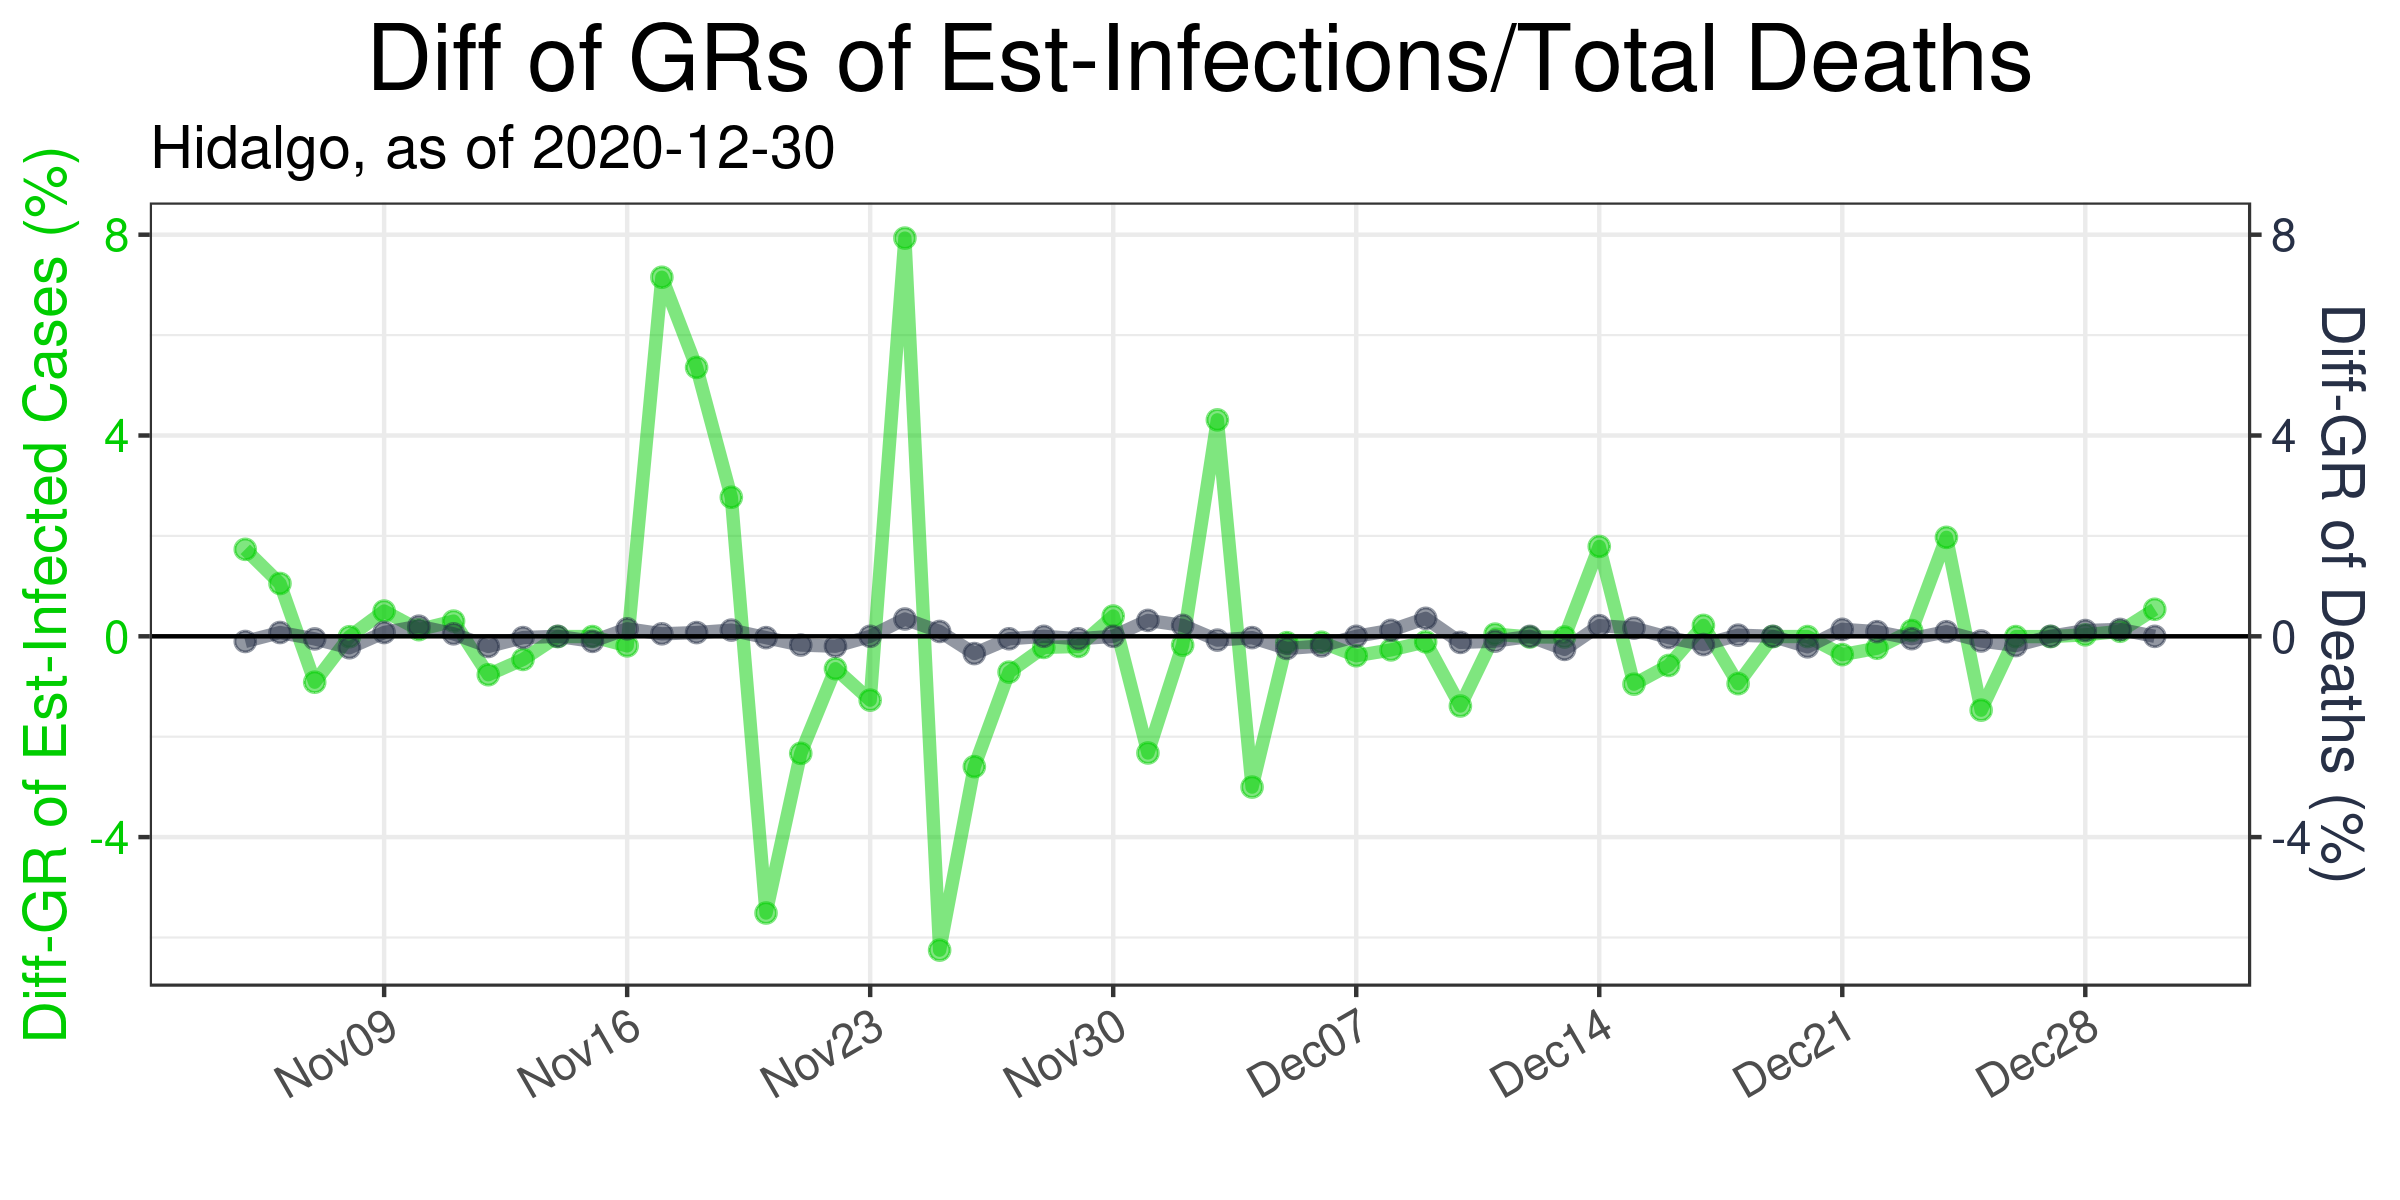 Diff of GRs of Est-Infections/Total Deaths
Hidalgo, as of 2020-12-30
Diff-GR of Est-Infected Cases (%)
8
4
0
-4
8
4
0
-4
Diff-GR of Deaths (%)
Nov09
Nov16
Nov23
Nov30
Dec07
Dec14
Dec21
Dec28